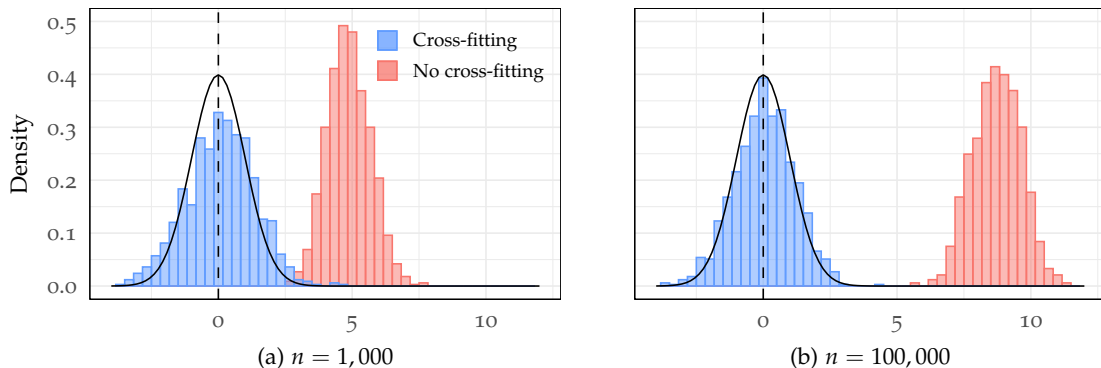 0.5
0.4
0.3
0.2
0.1
0.0
Density
Cross-fitting
No cross-fitting
0 5 10
0 5 10
(a) n = 1,000
(b) n = 100,000